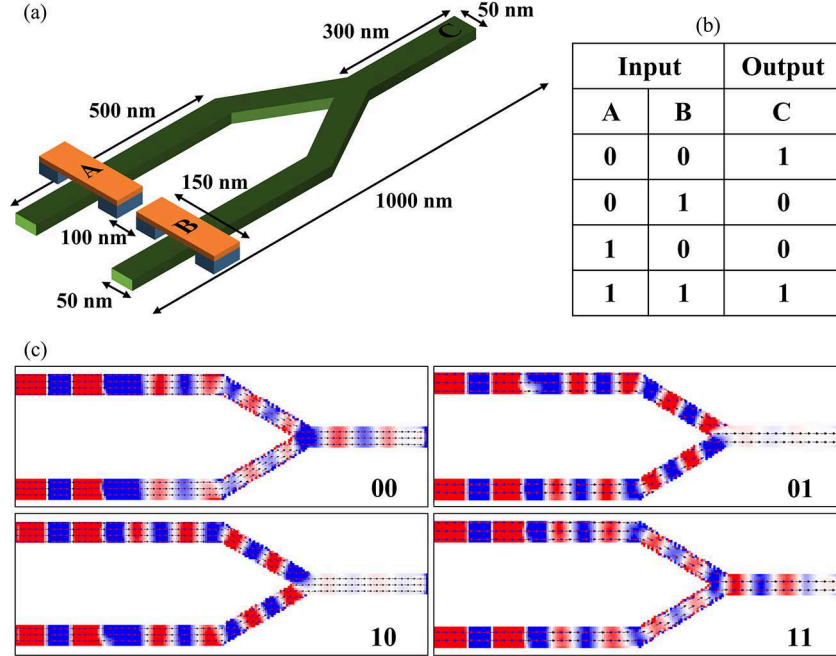 (a)
300 nm
50 nm
C
500 nm
A
150 nm
B
100 nm
1000 nm
50 nm
(b)
Input Output
A B C
0 0 1
0 1 0
1 0 0
1 1 1
(c)
00
01
10
11